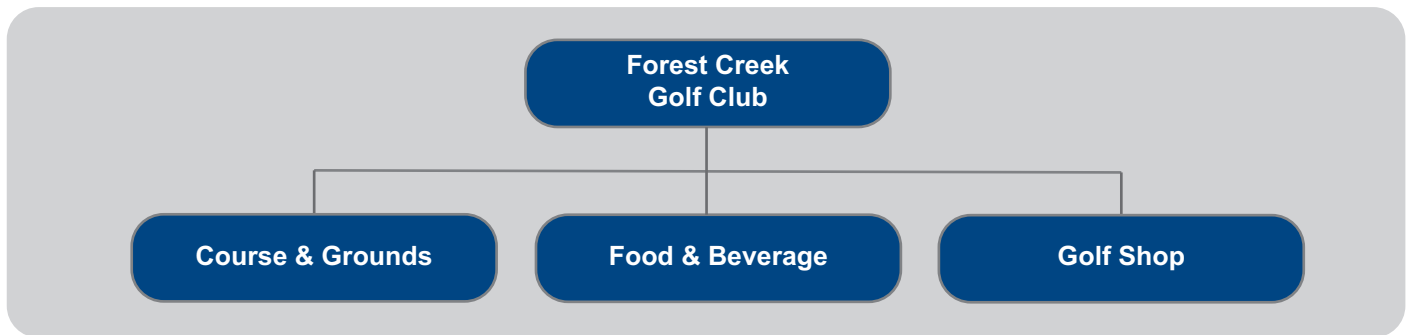 Forest Creek
Golf Club
Course & Grounds
Food & Beverage
Golf Shop